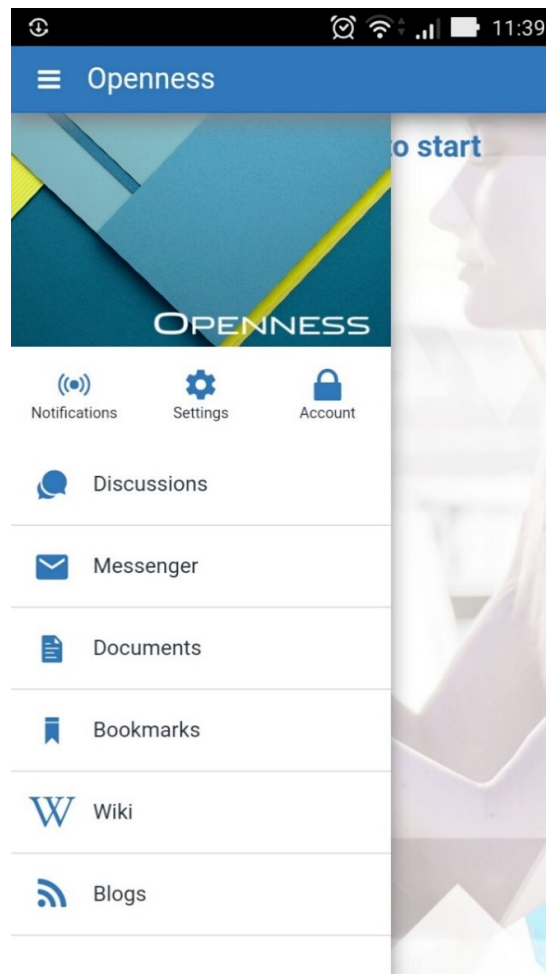 11:39
Openness
o start
OPENNESS
Notifications Settings Account
Discussions
Messenger
Documents
Bookmarks
W Wiki
Blogs